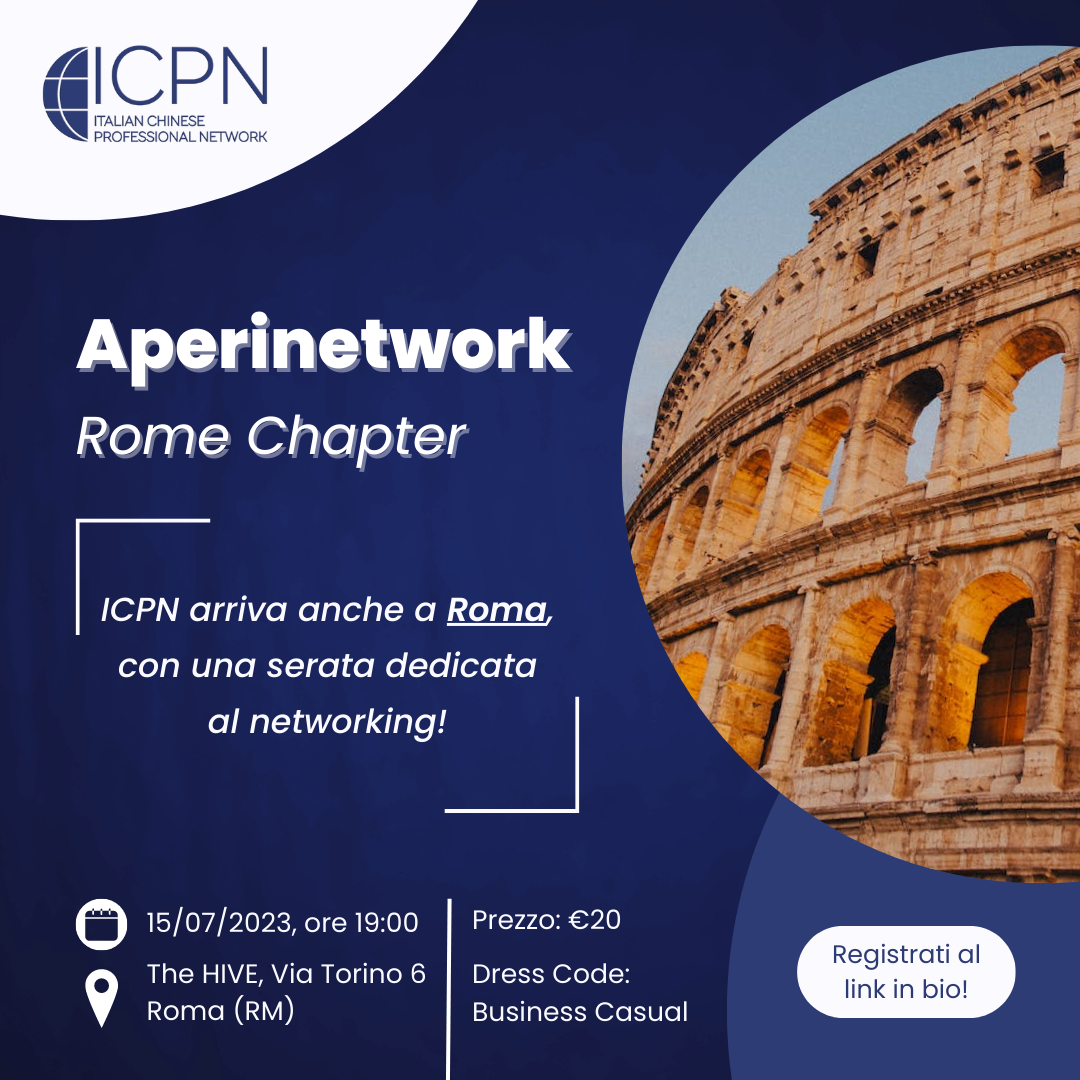 ICPN
ITALIAN CHINESE
PROFESSIONAL NETWORK
Aperinetwork
Rome Chapter
ICPN arriva anche a Roma,
con una serata dedicata
al networking!
15/07/2023, ore 19:00
The HIVE, Via Torino 6
Roma (RM)
Prezzo: €20
Dress Code:
Business Casual
Registrati al
link in bio!